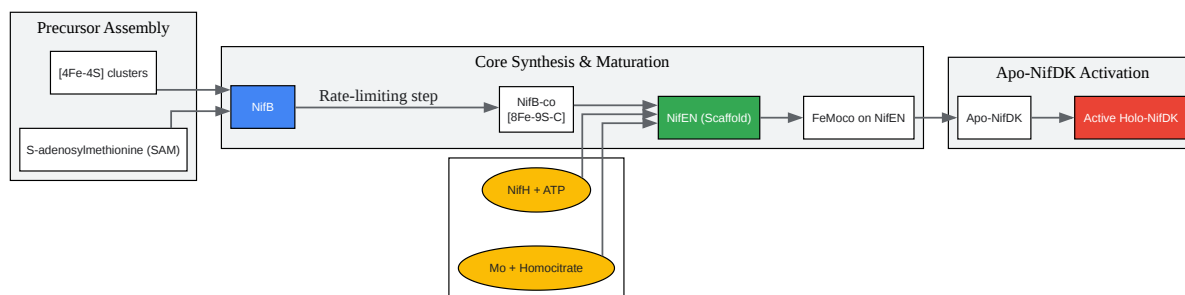 Precursor Assembly
[4Fe-4S] clusters
S-adenosylmethionine (SAM)
Core Synthesis & Maturation
NifB
Rate-limiting step
NifB-co
[8Fe-9S-C]
NifEN (Scaffold)
FeMoco on NifEN
NifH + ATP
Mo + Homocitrate
Apo-NifDK Activation
Apo-NifDK
Active Holo-NifDK